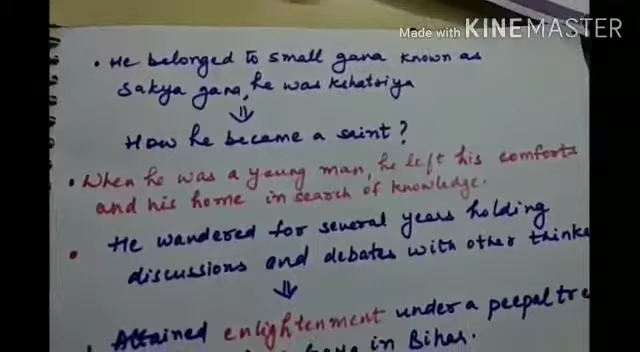 Made with KINEMASTER
• He belonged to small gana known as
Sakya gana, he was kshatriya
⇓
How he became a saint?
• When he was a young man, he left his comforts
and his home in search of knowledge.
• He wandered for several years holding
discussions and debates with other thinke
⇓
Attained enlightenment under a peepal tre
in Bihar.